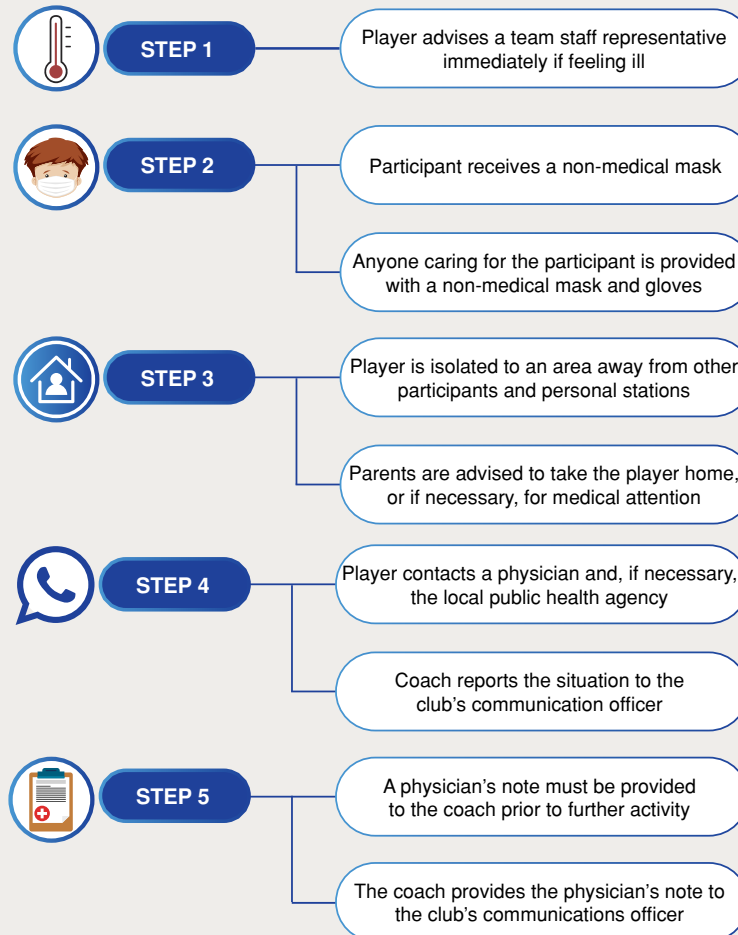 STEP 1
Player advises a team staff representative
immediately if feeling ill
STEP 2
Participant receives a non-medical mask
Anyone caring for the participant is provided
with a non-medical mask and gloves
STEP 3
Player is isolated to an area away from other
participants and personal stations
Parents are advised to take the player home,
or if necessary, for medical attention
STEP 4
Player contacts a physician and, if necessary,
the local public health agency
Coach reports the situation to the
club’s communication officer
STEP 5
A physician’s note must be provided
to the coach prior to further activity
The coach provides the physician’s note to
the club’s communications officer